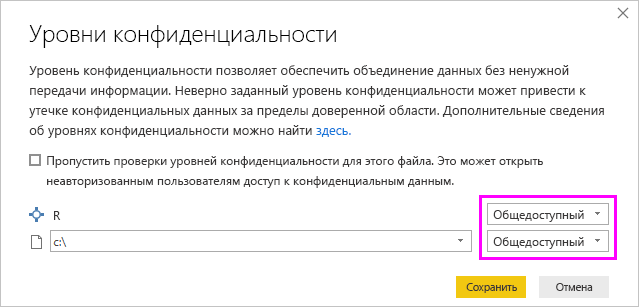 Уровни конфиденциальности
Уровень конфиденциальности позволяет обеспечить объединение данных без ненужной
передачи информации. Неверно заданный уровень конфиденциальности может привести к
утечке конфиденциальных данных за пределы доверенной области. Дополнительные сведения
об уровнях конфиденциальности можно найти здесь.
Пропустить проверки уровней конфиденциальности для этого файла. Это может открыть
неавторизованным пользователям доступ к конфиденциальным данным.
R Общедоступный
c:\ Общедоступный
Сохранить Отмена